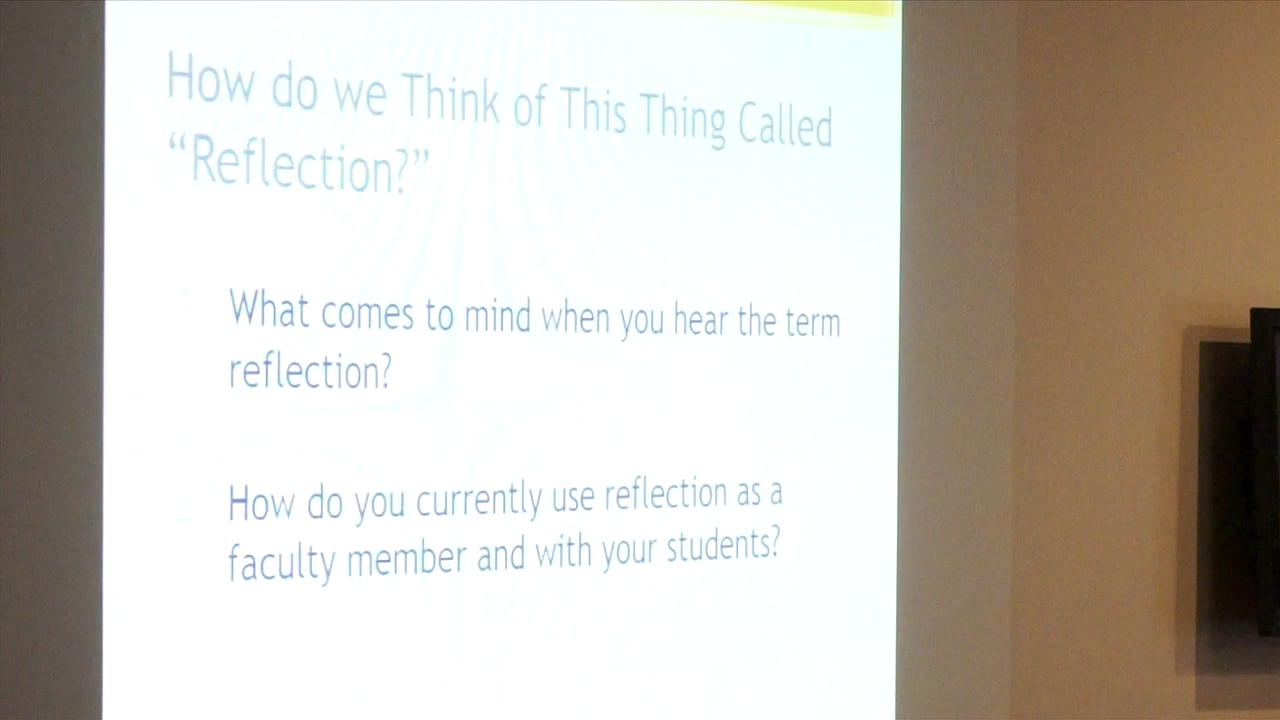 How do we Think of This Thing Called
“Reflection?”
What comes to mind when you hear the term
reflection?
How do you currently use reflection as a
faculty member and with your students?